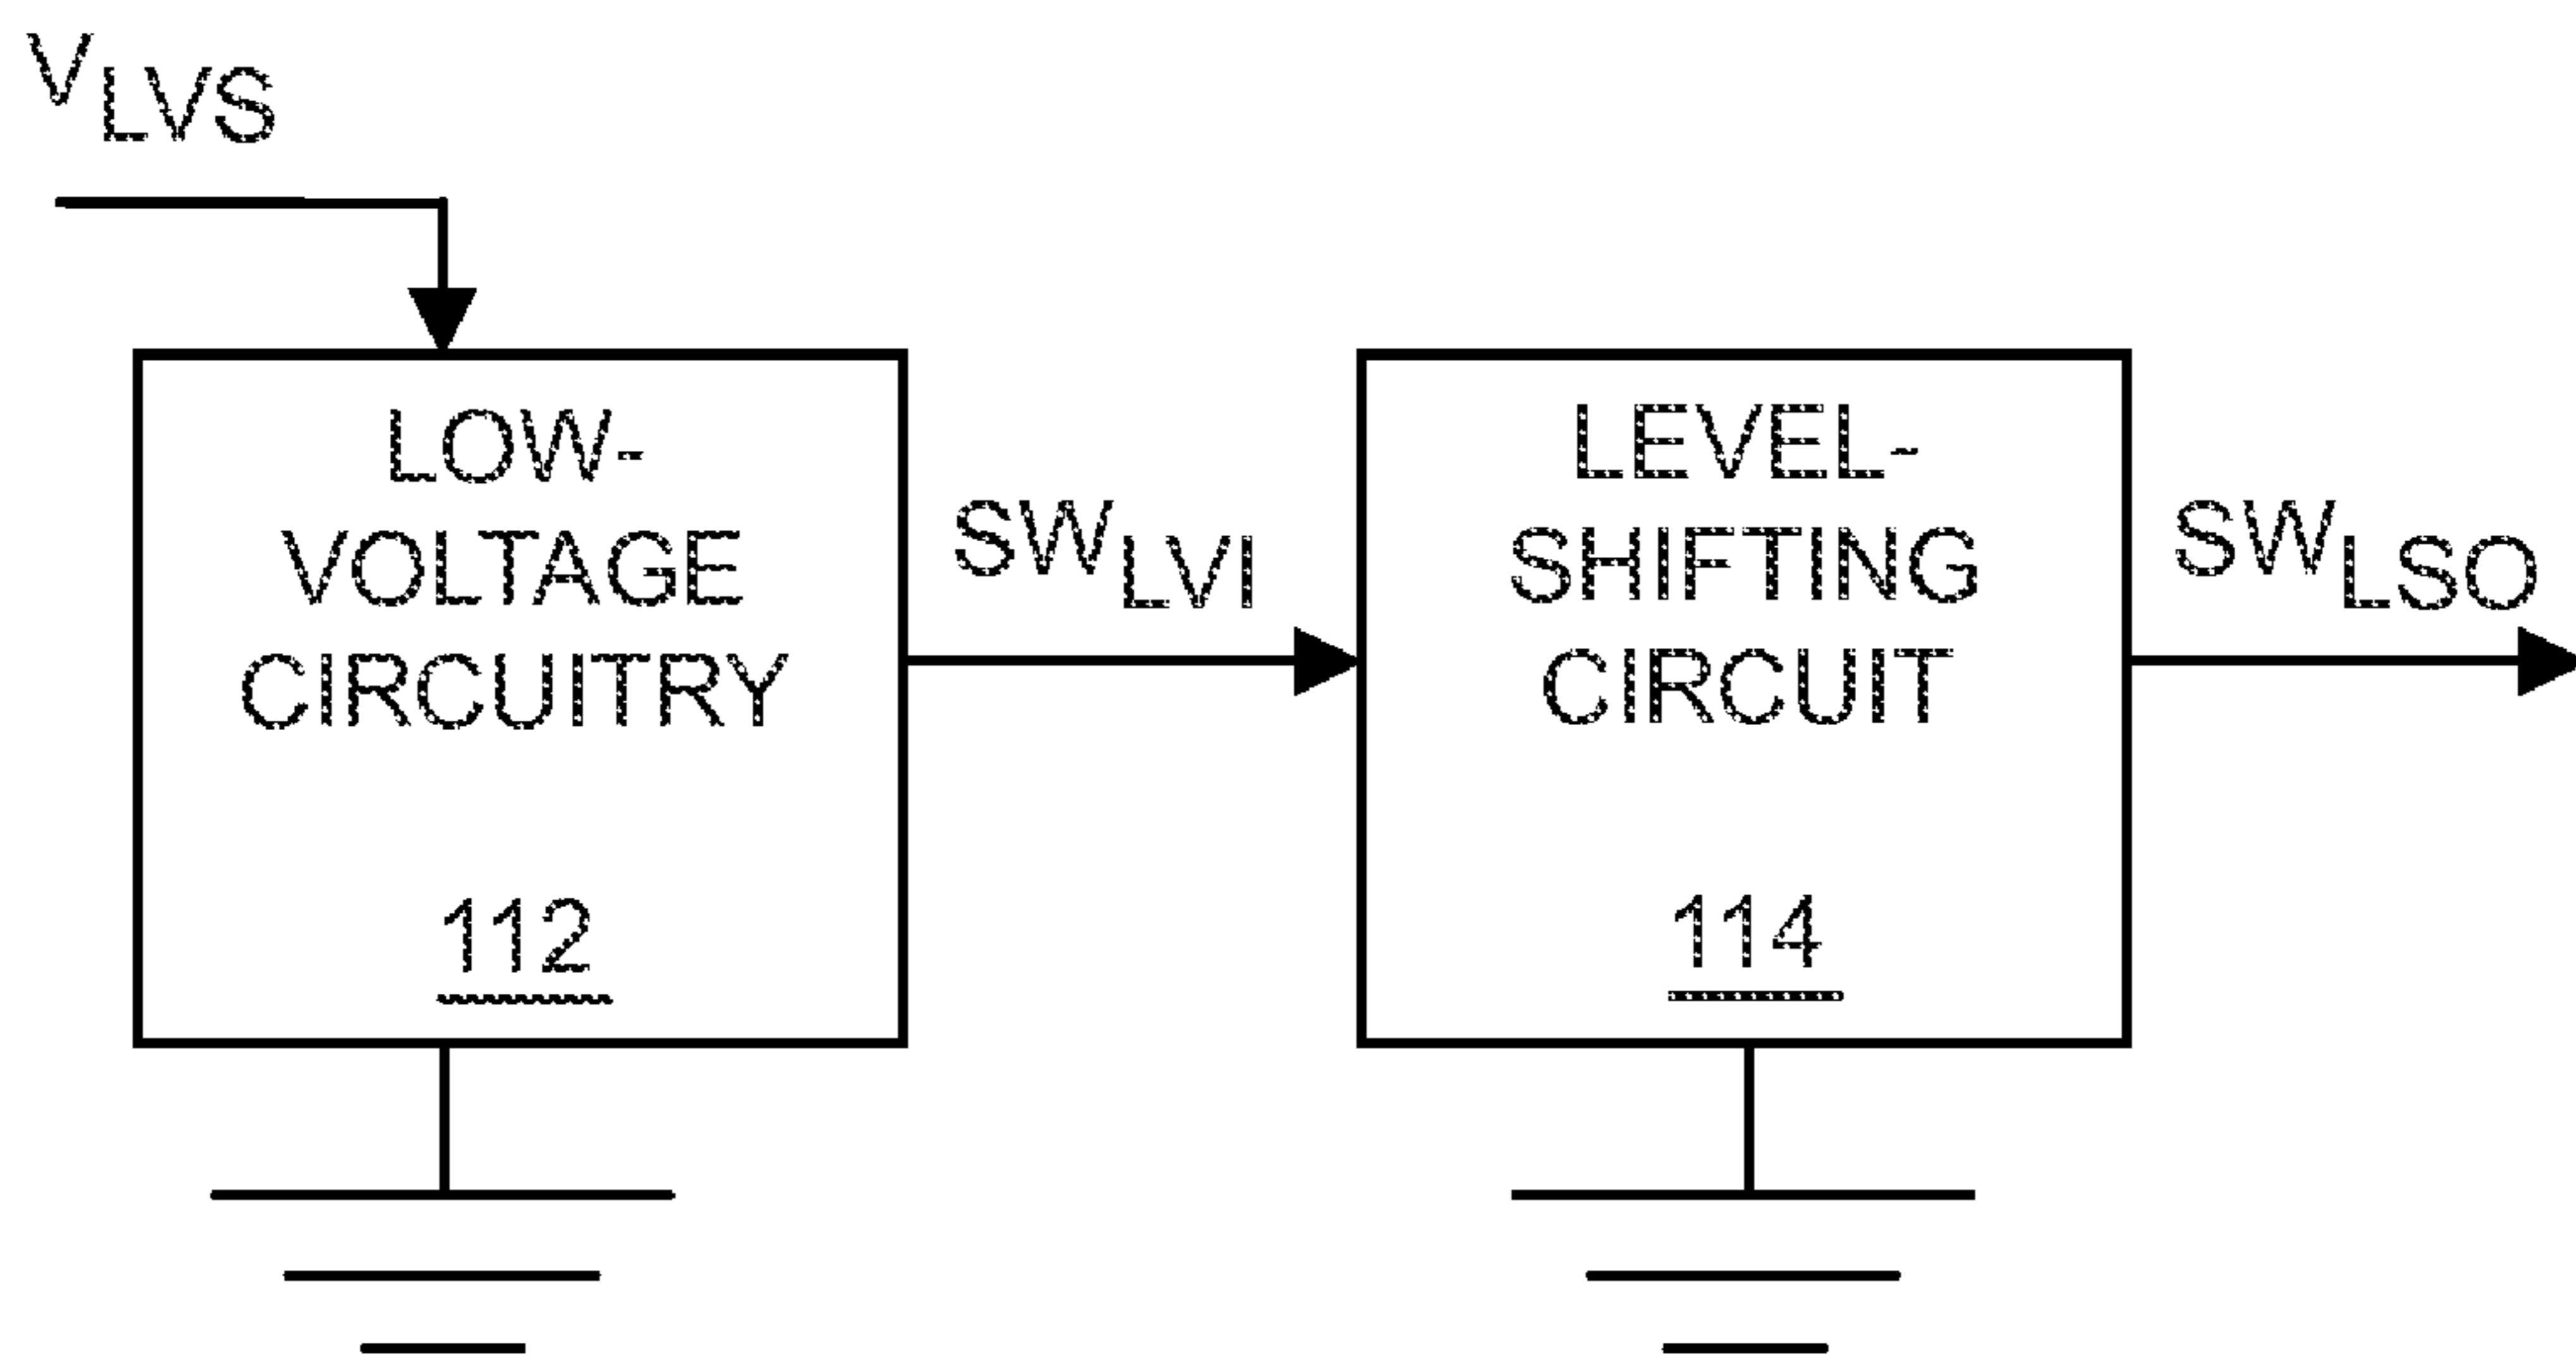 VLVS
LOW-
VOLTAGE
CIRCUITRY
112
SWLVI
LEVEL-
SHIFTING
CIRCUIT
114
SWLSO